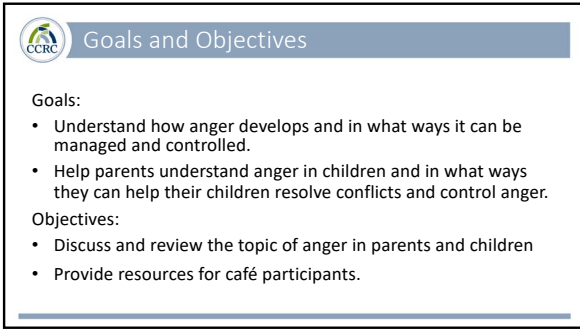 CCRC
Goals and Objectives
Goals:
• Understand how anger develops and in what ways it can be
managed and controlled.
• Help parents understand anger in children and in what ways
they can help their children resolve conflicts and control anger.
Objectives:
• Discuss and review the topic of anger in parents and children
• Provide resources for café participants.